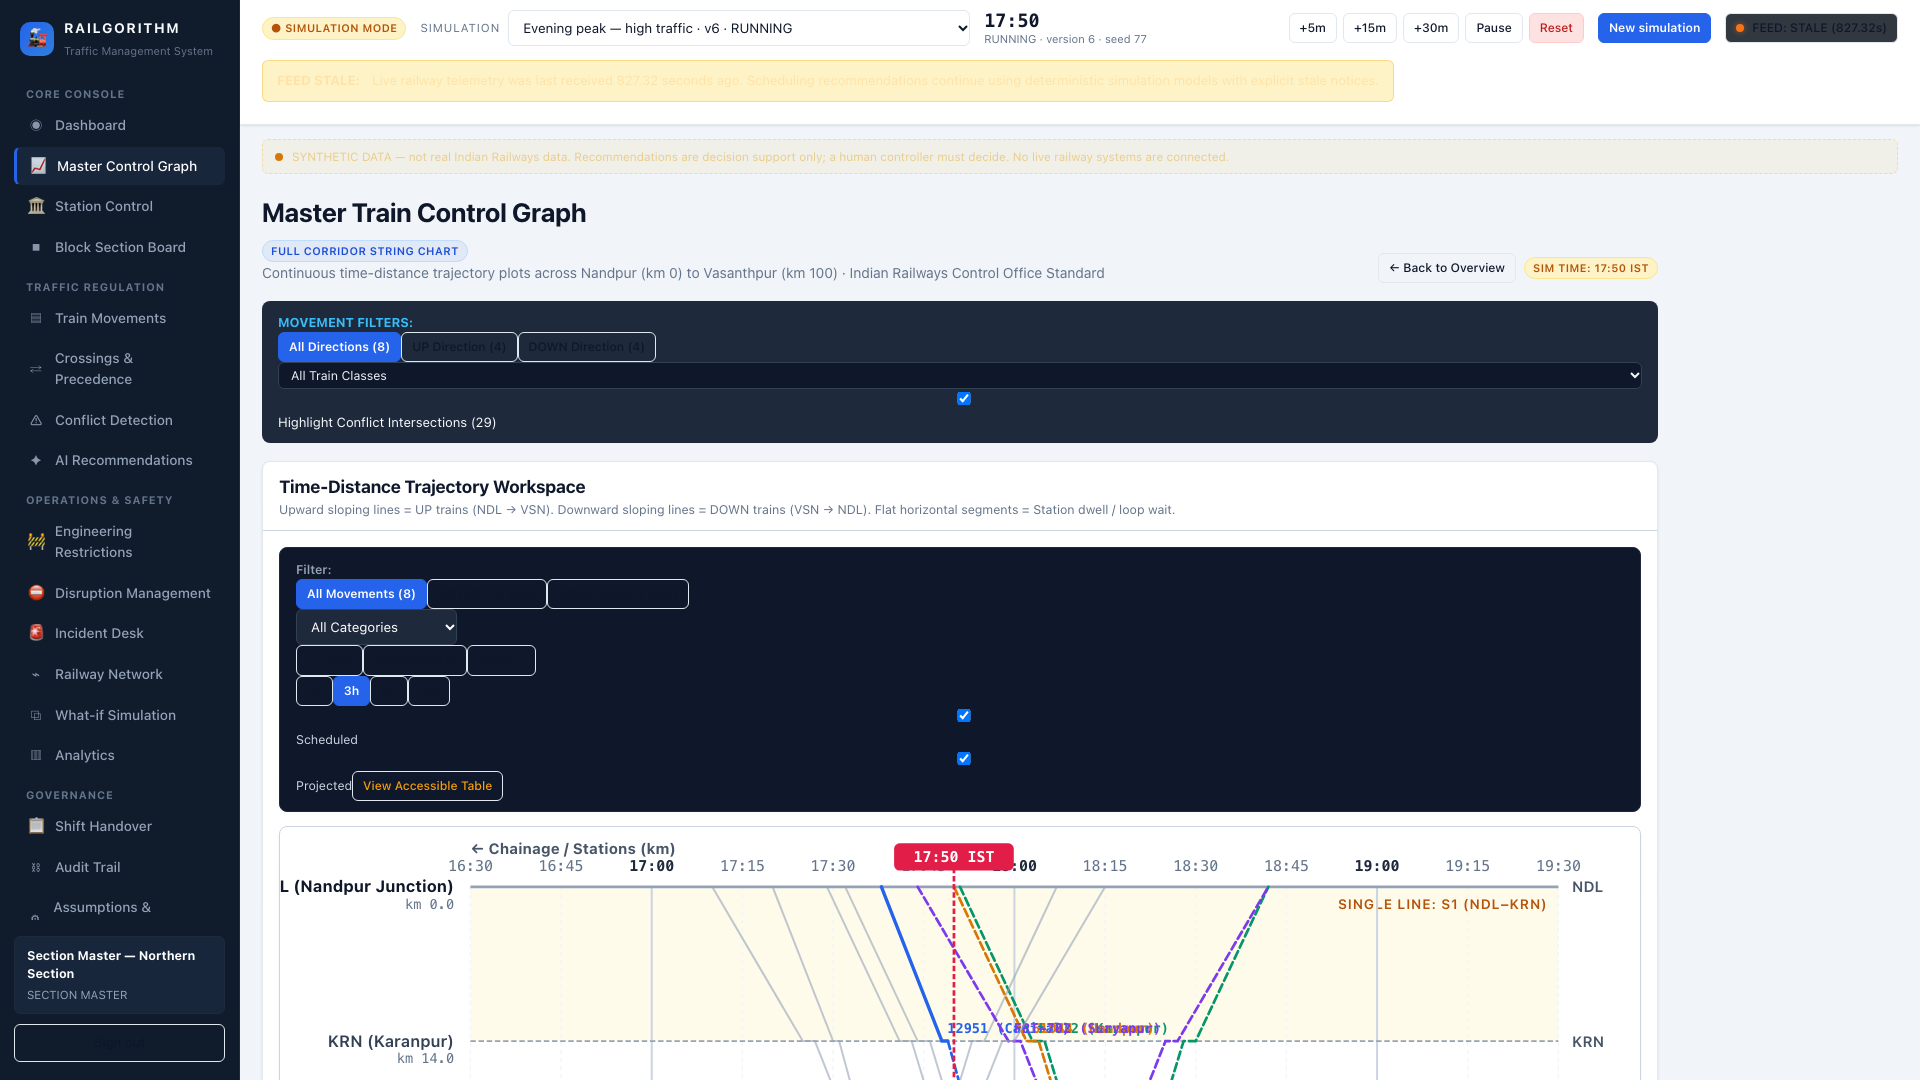 RAILGORITHM
Traffic Management System
CORE CONSOLE
Dashboard
Master Control Graph
Station Control
Block Section Board
TRAFFIC REGULATION
Train Movements
Crossings &
Precedence
Conflict Detection
AI Recommendations
OPERATIONS & SAFETY
Engineering
Restrictions
Disruption Management
Incident Desk
Railway Network
What-if Simulation
Analytics
GOVERNANCE
Shift Handover
Audit Trail
Assumptions &
Section Master — Northern
Section
SECTION MASTER
SIMULATION MODE
SIMULATION
Evening peak — high traffic · v6 · RUNNING
17:50
RUNNING · version 6 · seed 77
+5m
+15m
+30m
Pause
Reset
New simulation
FEED: STALE (827.32s)
FEED STALE: Live railway telemetry was last received 827.32 seconds ago. Scheduling recommendations continue using deterministic simulation models with explicit stale notices.
SYNTHETIC DATA — not real Indian Railways data. Recommendations are decision support only; a human controller must decide. No live railway systems are connected.
Master Train Control Graph
FULL CORRIDOR STRING CHART
Continuous time-distance trajectory plots across Nandpur (km 0) to Vasanthpur (km 100) · Indian Railways Control Office Standard
← Back to Overview
SIM TIME: 17:50 IST
MOVEMENT FILTERS:
All Directions (8)
UP Direction (4)
DOWN Direction (4)
All Train Classes
Highlight Conflict Intersections (29)
Time-Distance Trajectory Workspace
Upward sloping lines = UP trains (NDL → VSN). Downward sloping lines = DOWN trains (VSN → NDL). Flat horizontal segments = Station dwell / loop wait.
Filter:
All Movements (8)
All Categories
3h
Scheduled
Projected
View Accessible Table
← Chainage / Stations (km)
17:50 IST
16:30 16:45 17:00 17:15 17:30 18:15 18:30 18:45 19:00 19:15 19:30
L (Nandpur Junction)
km 0.0
NDL
SINGLE LINE: S1 (NDL–KRN)
12951
KRN (Karanpur)
km 14.0
KRN